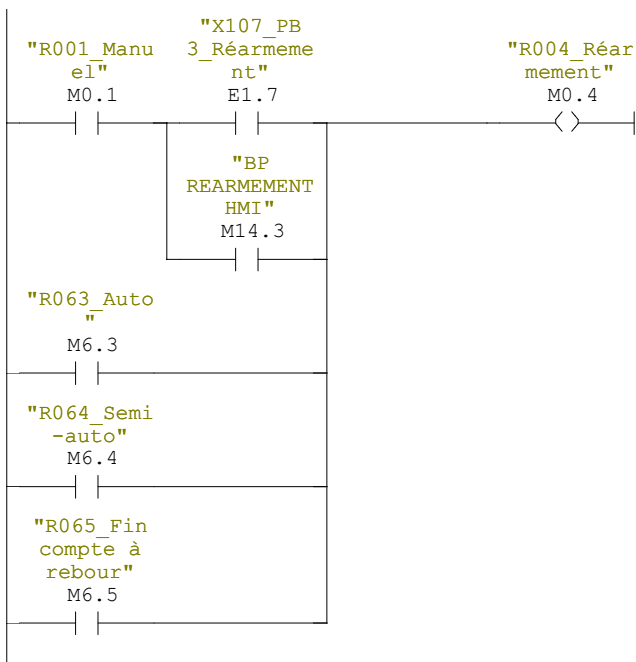 "R001_Manu
el"
M0.1
"X107_PB
3_Réarmeme
nt"
E1.7
"R004_Réar
mement"
M0.4
"BP
REARMEMENT
HMI"
M14.3
"R063_Auto
"
M6.3
"R064_Semi
-auto"
M6.4
"R065_Fin
compte à
rebour"
M6.5